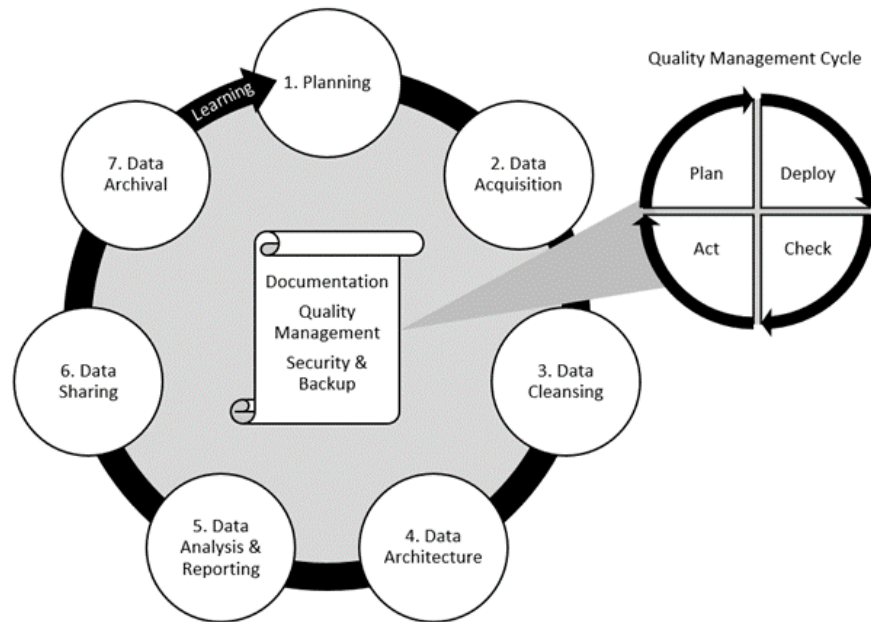 Quality Management Cycle
1. Planning
Learning
7. Data
Archival
2. Data
Acquisition
Plan
Deploy
Act
Check
Documentation
Quality
Management
Security &
Backup
6. Data
Sharing
3. Data
Cleansing
5. Data
Analysis &
Reporting
4. Data
Architecture